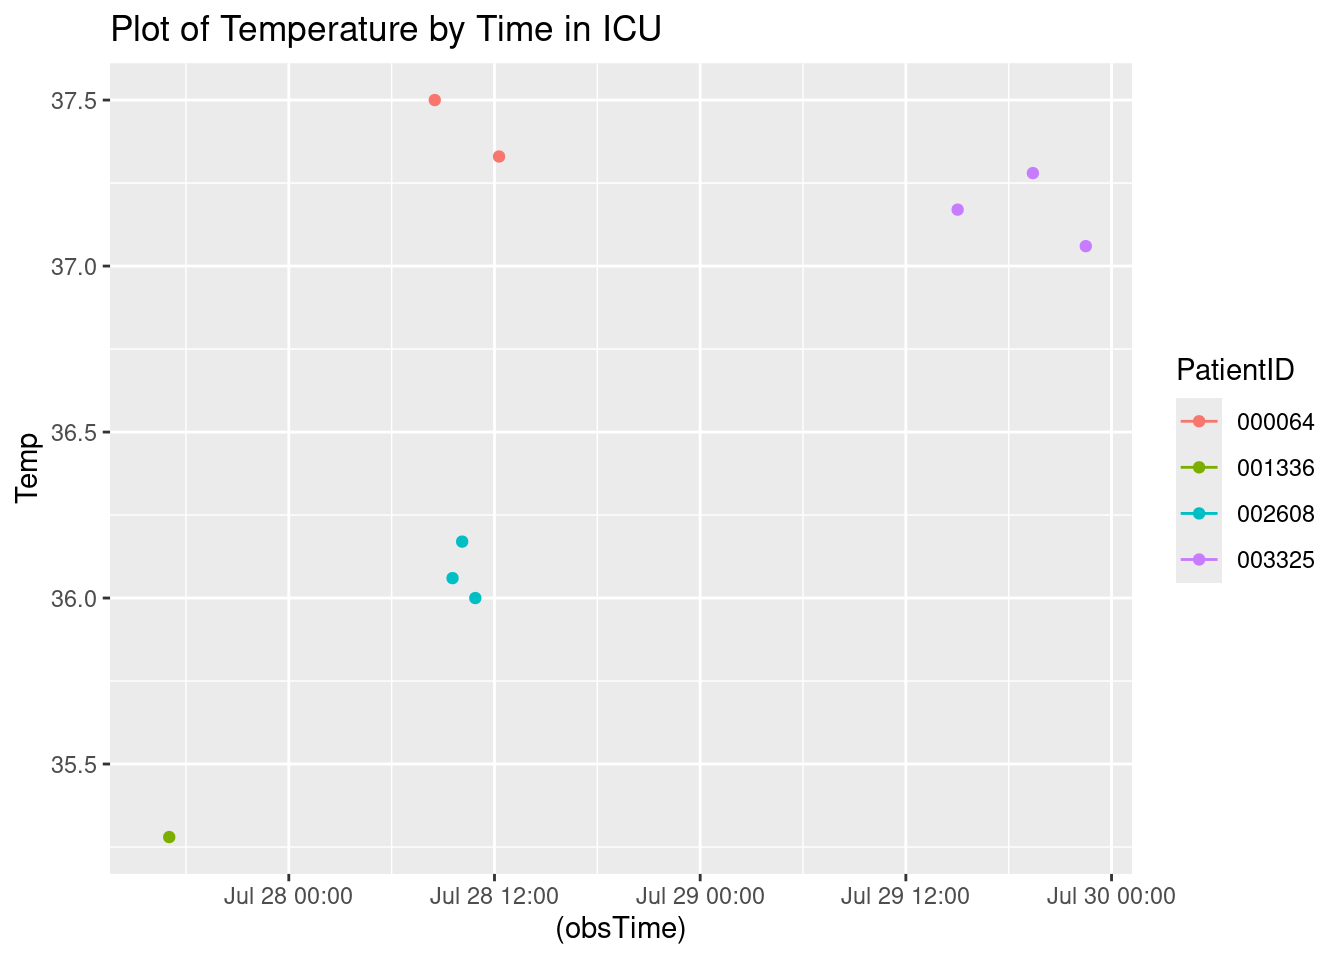 Plot of Temperature by Time in ICU
37.5
37.0
36.5
36.0
35.5
Temp
Jul 28 00:00
Jul 28 12:00
Jul 29 00:00
Jul 29 12:00
Jul 30 00:00
(obsTime)
PatientID
000064
001336
002608
003325